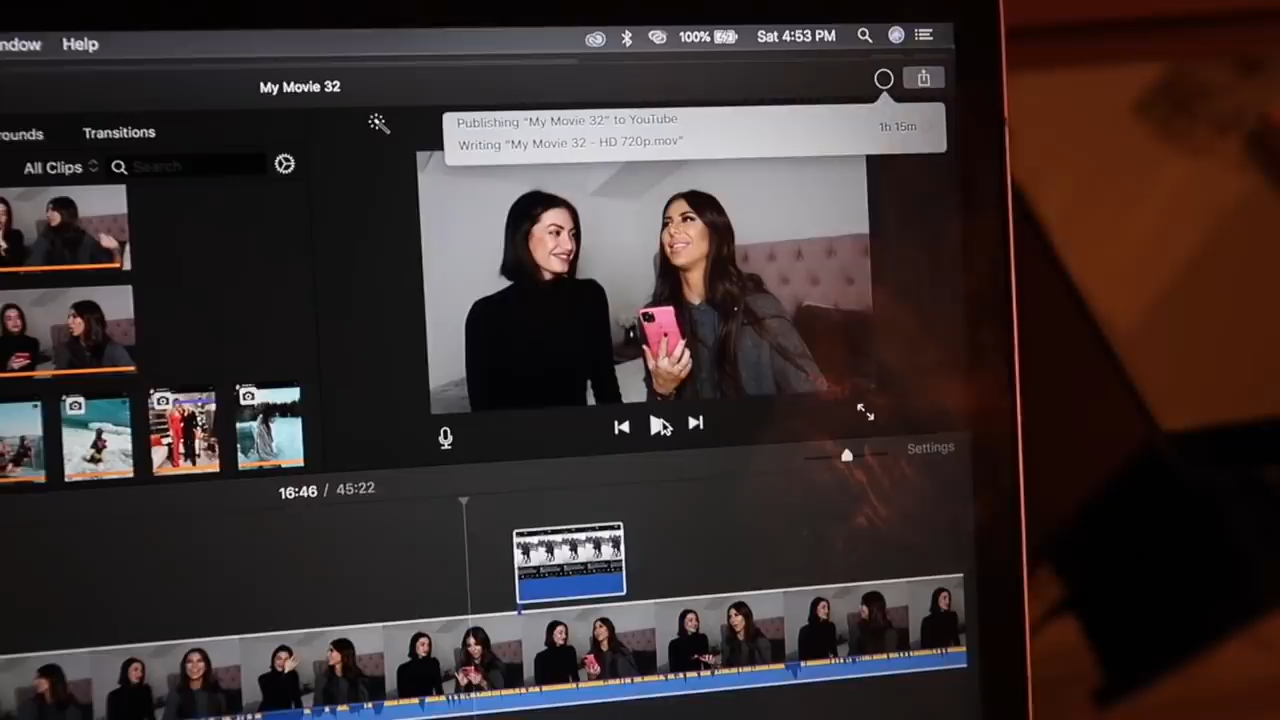 ndow Help
100% Sat 4:53 PM
My Movie 32
Publishing "My Movie 32" to YouTube
Writing "My Movie 32 - HD 720p.mov"
1h 15m
ounds Transitions
All Clips Search
Settings
16:46 / 45:22